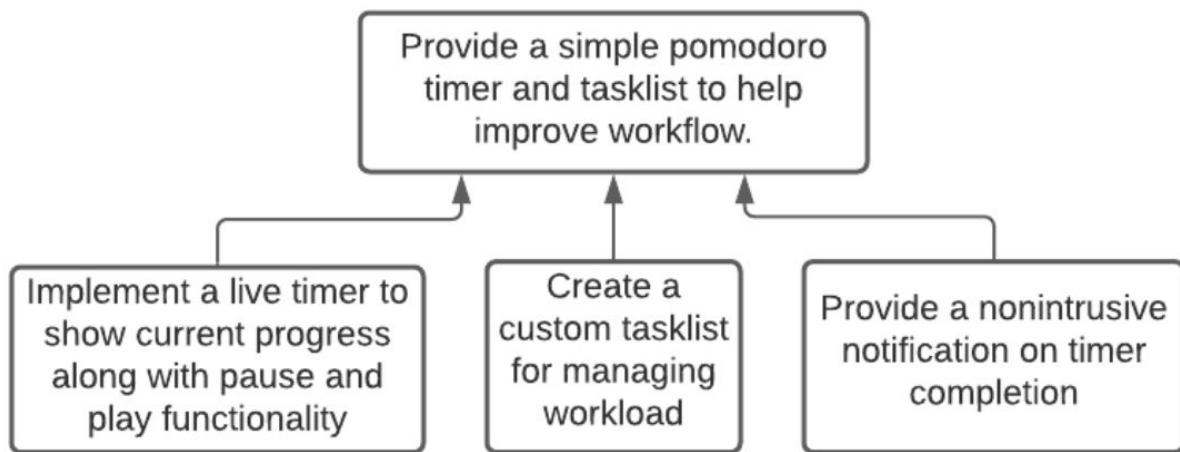 Provide a simple pomodoro
timer and tasklist to help
improve workflow.
Implement a live timer to
show current progress
along with pause and
play functionality
Create a
custom tasklist
for managing
workload
Provide a nonintrusive
notification on timer
completion